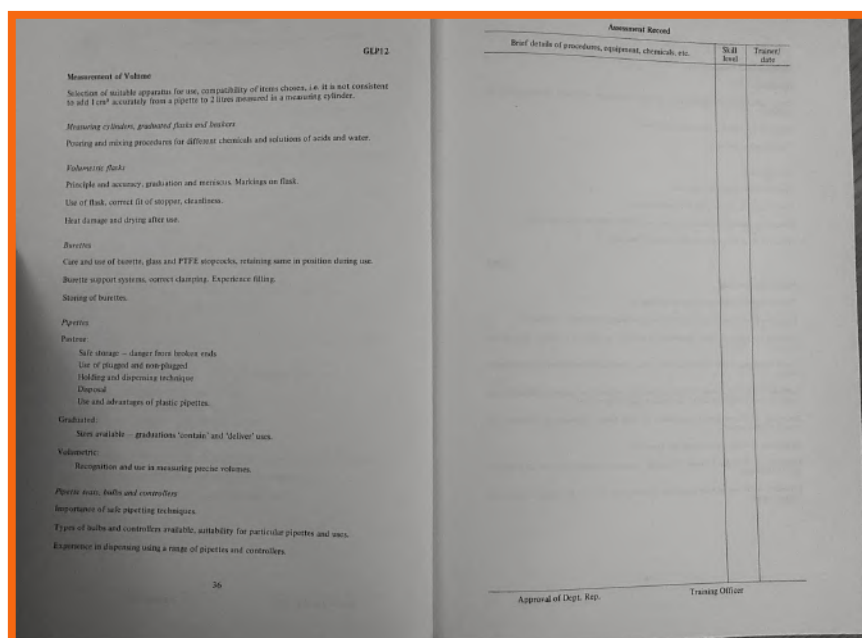 GLP12
Measurement of Volume
Selection of suitable apparatus for use, compatibility of items chosen, i.e. it is not consistent
to add 1 cm³ accurately from a pipette to 2 litres measured in a measuring cylinder.
Measuring cylinders, graduated flasks and beakers
Pouring and mixing procedures for different chemicals and solutions of acids and water.
Volumetric flasks
Principle and accuracy, graduation and meniscus. Markings on flask.
Use of flask, correct fit of stopper, cleanliness.
Heat damage and drying after use.
Burettes
Care and use of burette, glass and PTFE stopcocks, retaining same in position during use.
Burette support systems, correct clamping. Experience filling.
Storing of burettes.
Pipettes
Pasteur:
Safe storage – danger from broken ends
Use of plugged and non-plugged
Holding and dispensing technique
Disposal
Use and advantages of plastic pipettes.
Graduated:
Sizes available – graduations 'contain' and 'deliver' uses.
Volumetric:
Recognition and use in measuring precise volumes.
Pipette teats, bulbs and controllers
Importance of safe pipetting techniques.
Types of bulbs and controllers available, suitability for particular pipettes and uses.
Experience in dispensing using a range of pipettes and controllers.
36
Assessment Record
Brief details of procedures, equipment, chemicals, etc.
Skill
level
Trainer/
date
Approval of Dept. Rep.
Training Officer